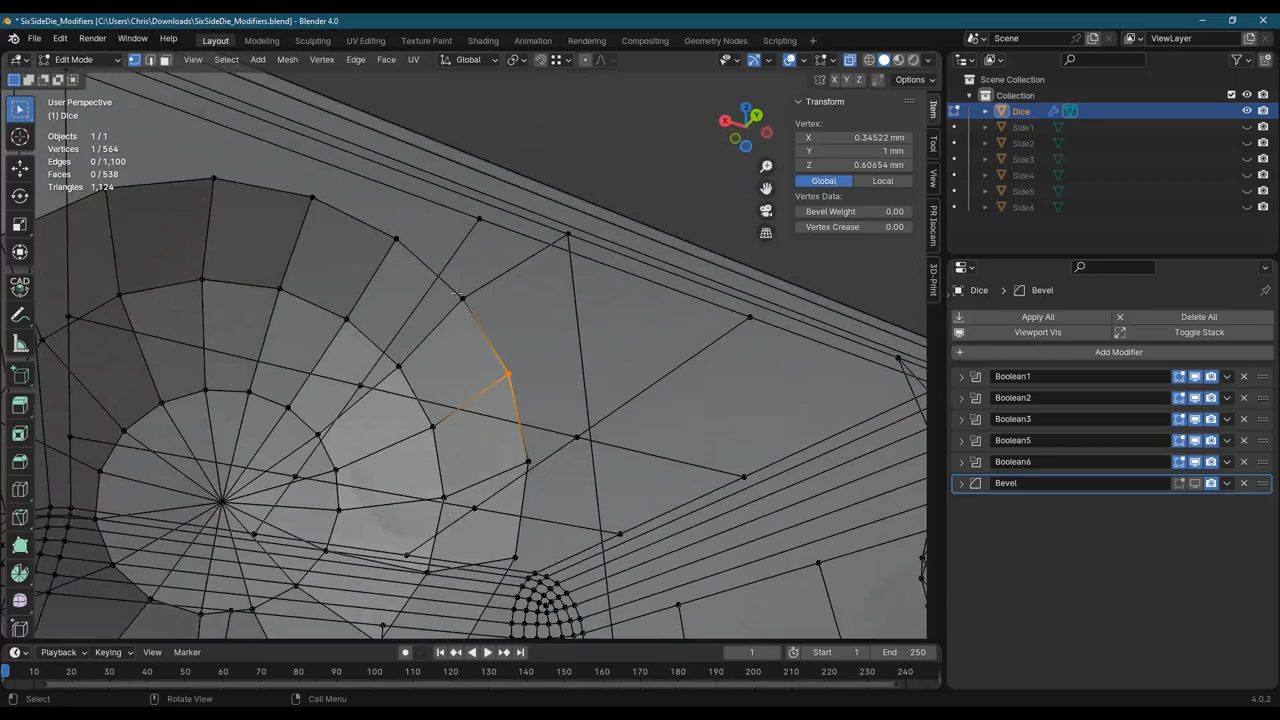 * SixSideDie_Modifiers [C:\Users\Chris\Downloads\SixSideDie_Modifiers.blend] - Blender 4.0
File Edit Render Window Help
Layout Modeling Sculpting UV Editing Texture Paint Shading Animation Rendering Compositing Geometry Nodes Scripting +
Scene
ViewLayer
Edit Mode
View Select Add Mesh Vertex Edge Face UV
Global
X Y Z
Options
User Perspective
(1) Dice
Objects 1/1
Vertices 1/564
Edges 0/1,100
Faces 0/538
Triangles 1,124
CAD
X
Y
Z
Transform
Vertex:
X 0.34522 mm
Y 1 mm
Z 0.60654 mm
Global Local
Vertex Data:
Bevel Weight 0.00
Vertex Crease 0.00
Item
Tool
View
PR Isocam
3D-Print
Scene Collection
Collection
Dice
Side1
Side2
Side3
Side4
Side5
Side6
Dice > Bevel
Apply All Delete All
Viewport Vis Toggle Stack
Add Modifier
Boolean1
Boolean2
Boolean3
Boolean5
Boolean6
Bevel
Playback Keying View Marker
1
Start 1
End 250
10 20 30 40 50 60 70 80 90 100 110 120 130 140 150 160 170 180 190 200 210 220 230 240
Select Rotate View Call Menu
4.0.2